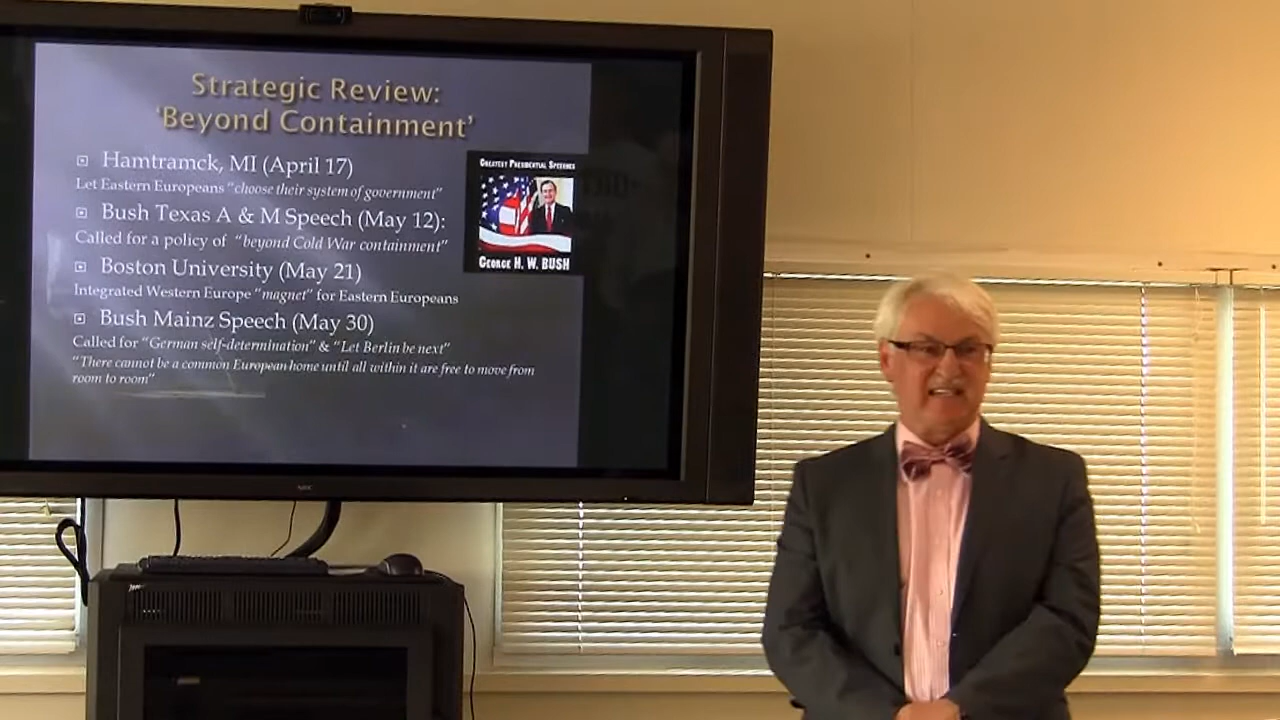 Strategic Review:
'Beyond Containment'
Hamtramck, MI (April 17)
Let Eastern Europeans "choose their system of government"
Bush Texas A & M Speech (May 12):
Called for a policy of "beyond Cold War containment"
Boston University (May 21)
Integrated Western Europe "magnet" for Eastern Europeans
Bush Mainz Speech (May 30)
Called for "German self-determination" & "Let Berlin be next"
"There cannot be a common European home until all within it are free to move from
room to room"
GREATEST PRESIDENTIAL SPEECHES
GEORGE H. W. BUSH
NEC